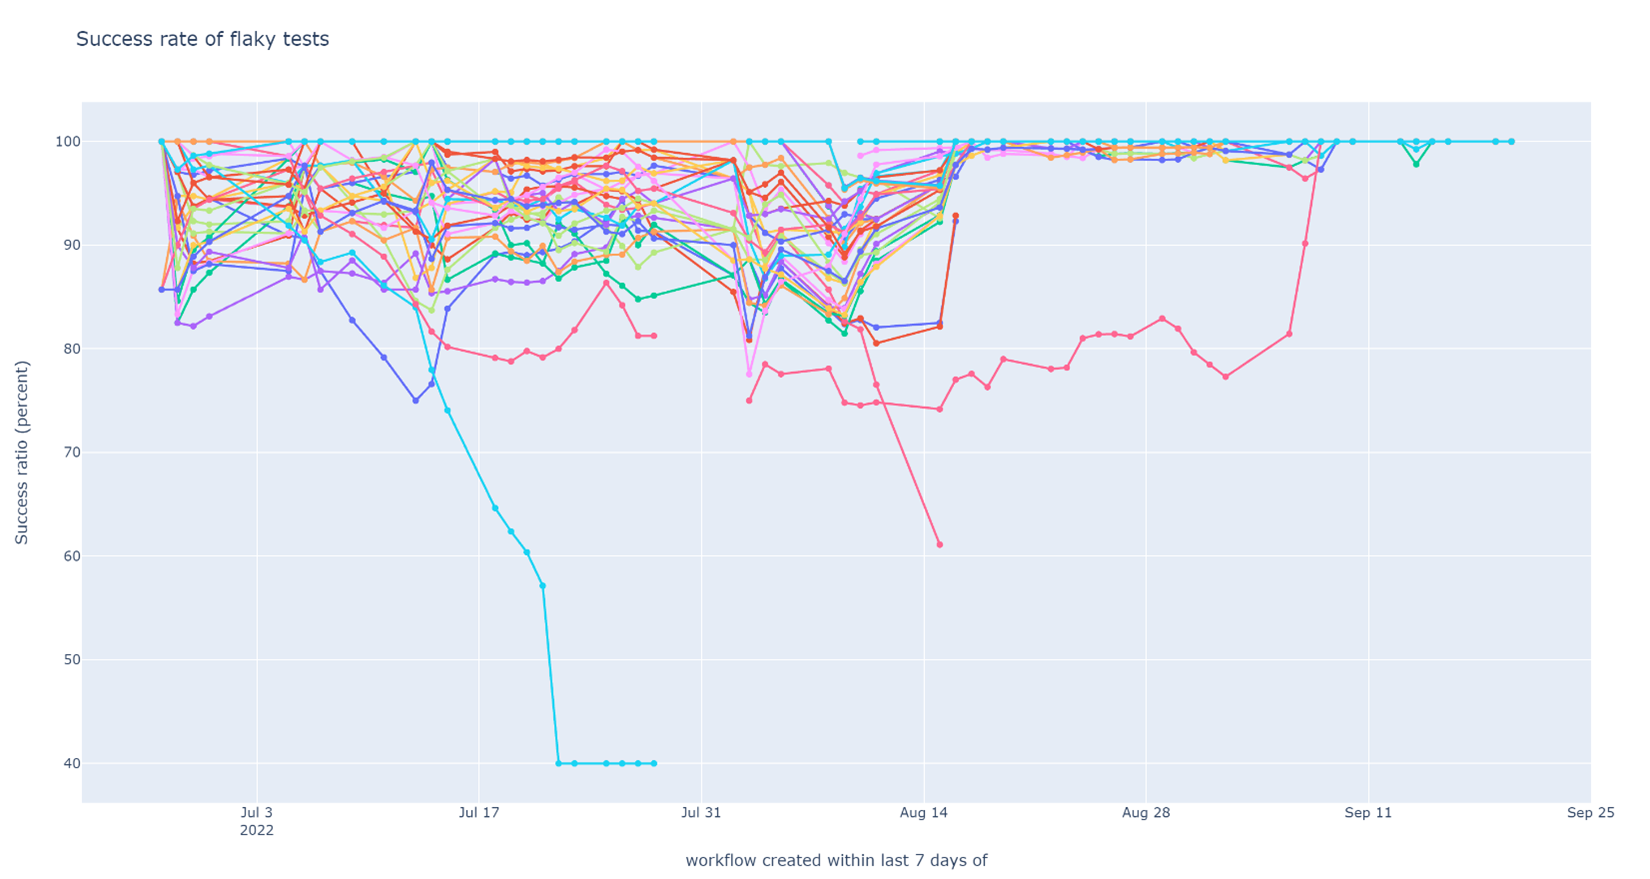 Success rate of flaky tests
Success ratio (percent)
100
90
80
70
60
50
40
Jul 3
2022
Jul 17
Jul 31
Aug 14
Aug 28
Sep 11
Sep 25
workflow created within last 7 days of